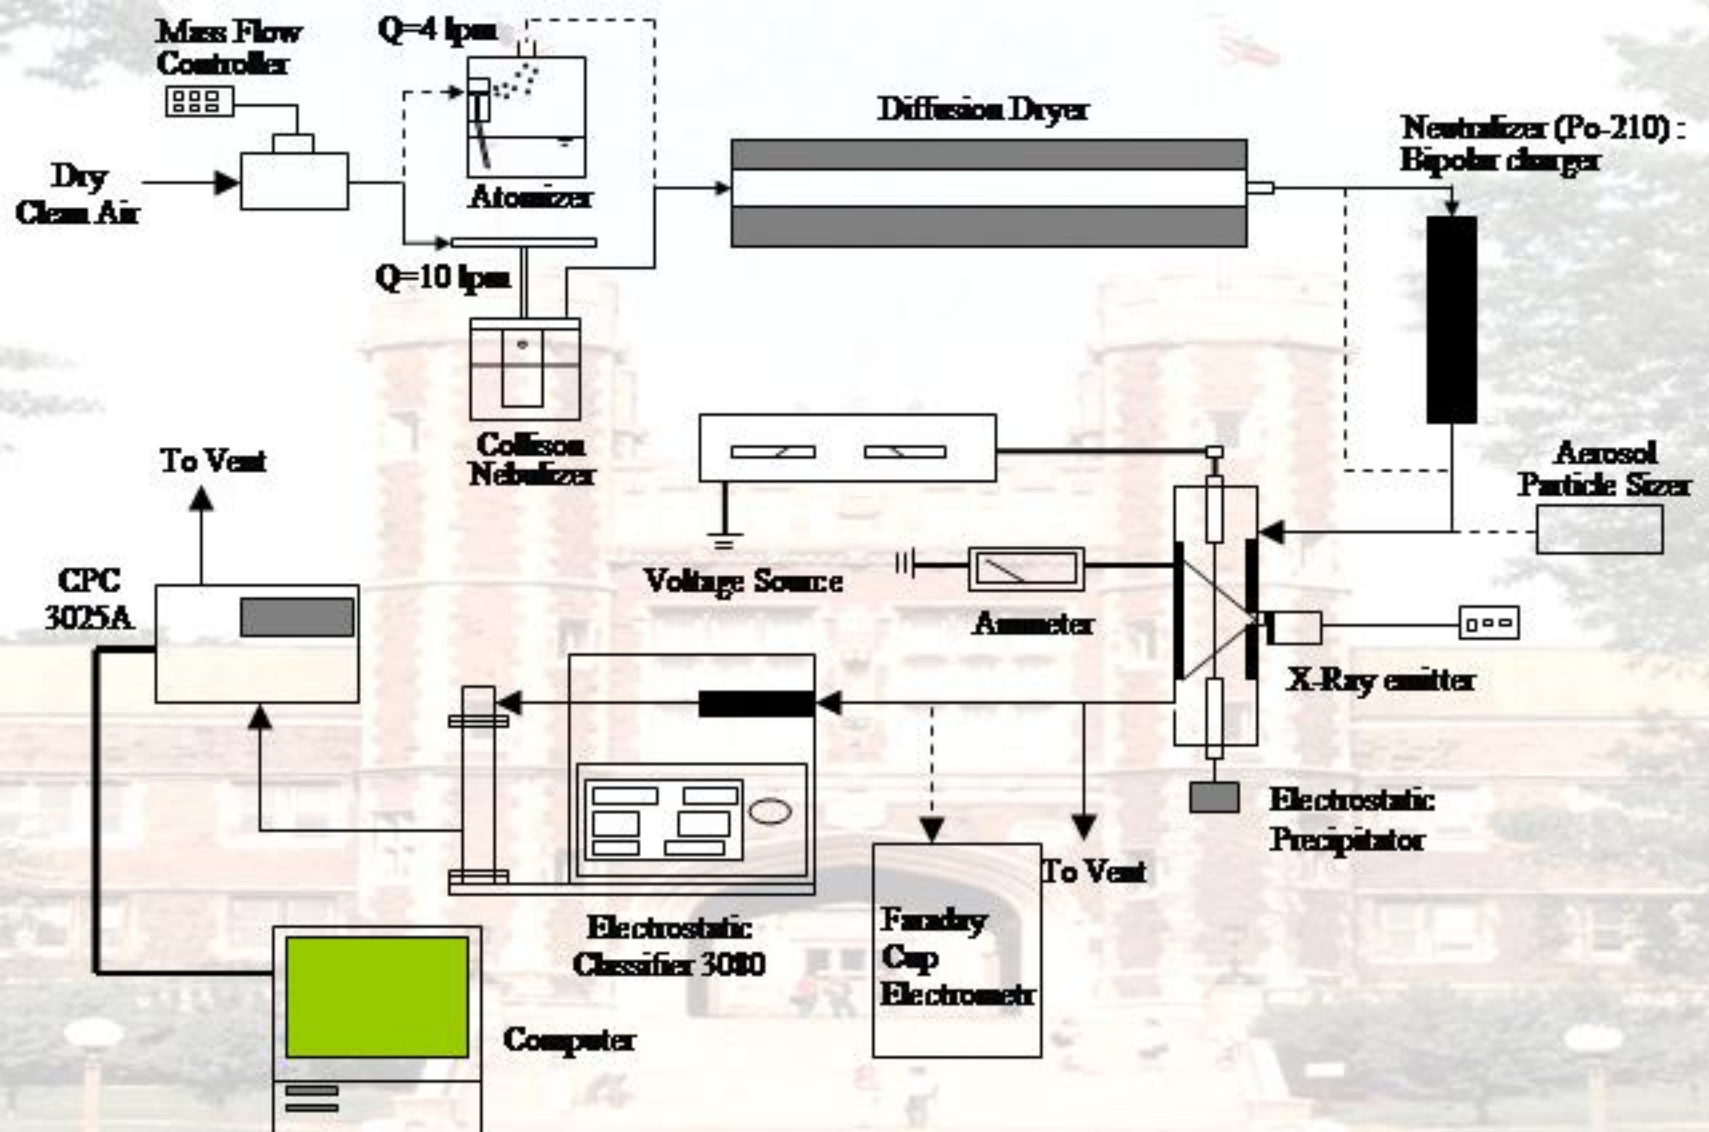 Mass Flow
Controller
Q=4 lpm
Dry
Clean Air
Atomizer
Q=10 lpm
Collison
Nebulizer
Diffusion Dryer
Neutralizer (Po-210) :
Bipolar charger
To Vent
CPC
3025A
Voltage Source
Ammeter
Aerosol
Particle Sizer
X-Ray emitter
Electrostatic
Precipitator
To Vent
Faraday
Cup
Electrometr
Electrostatic
Classifier 3080
Computer